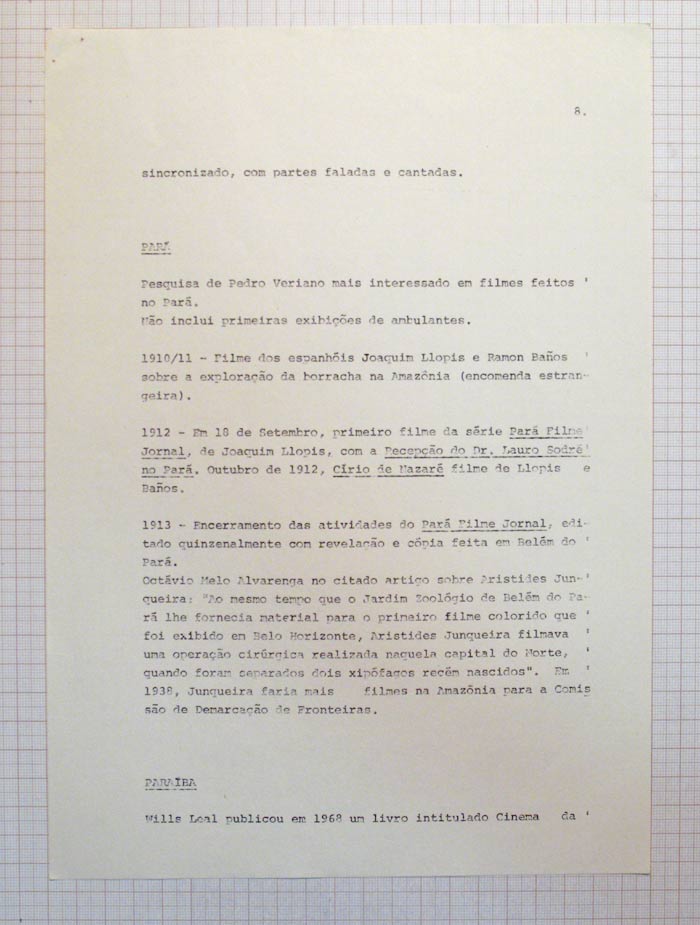 8.
sincronizado, com partes faladas e cantadas.
PARÁ
Pesquisa de Pedro Veriano mais interessado em filmes feitos '
no Pará.
Não inclui primeiras exibições de ambulantes.
1910/11 - Filme dos espanhóis Joaquim Llopis e Ramon Baños '
sobre a exploração da borracha na Amazônia (encomenda estran-
geira).
1912 - Em 18 de Setembro, primeiro filme da série Pará Filme'
Jornal, de Joaquim Llopis, com a Recepção do Dr. Lauro Sodré'
no Pará. Outubro de 1912, Círio de Nazaré filme de Llopis e
Baños.
1913 - Encerramento das atividades do Pará Filme Jornal, edi-
tado quinzenalmente com revelação e cópia feita em Belém do '
Pará.
Octávio Melo Alvarenga no citado artigo sobre Aristides Jun-'
queira: "Ao mesmo tempo que o Jardim Zoológio de Belém do Pa-
rá lhe fornecia material para o primeiro filme colorido que '
foi exibido em Belo Horizonte, Aristides Junqueira filmava '
uma operação cirúrgica realizada naquela capital do Norte, '
quando foram separados dois xipófagos recém nascidos". Em '
1938, Junqueira faria mais filmes na Amazônia para a Comis
são de Demarcação de Fronteiras.
PARAÍBA
Wills Leal publicou em 1968 um livro intitulado Cinema da '